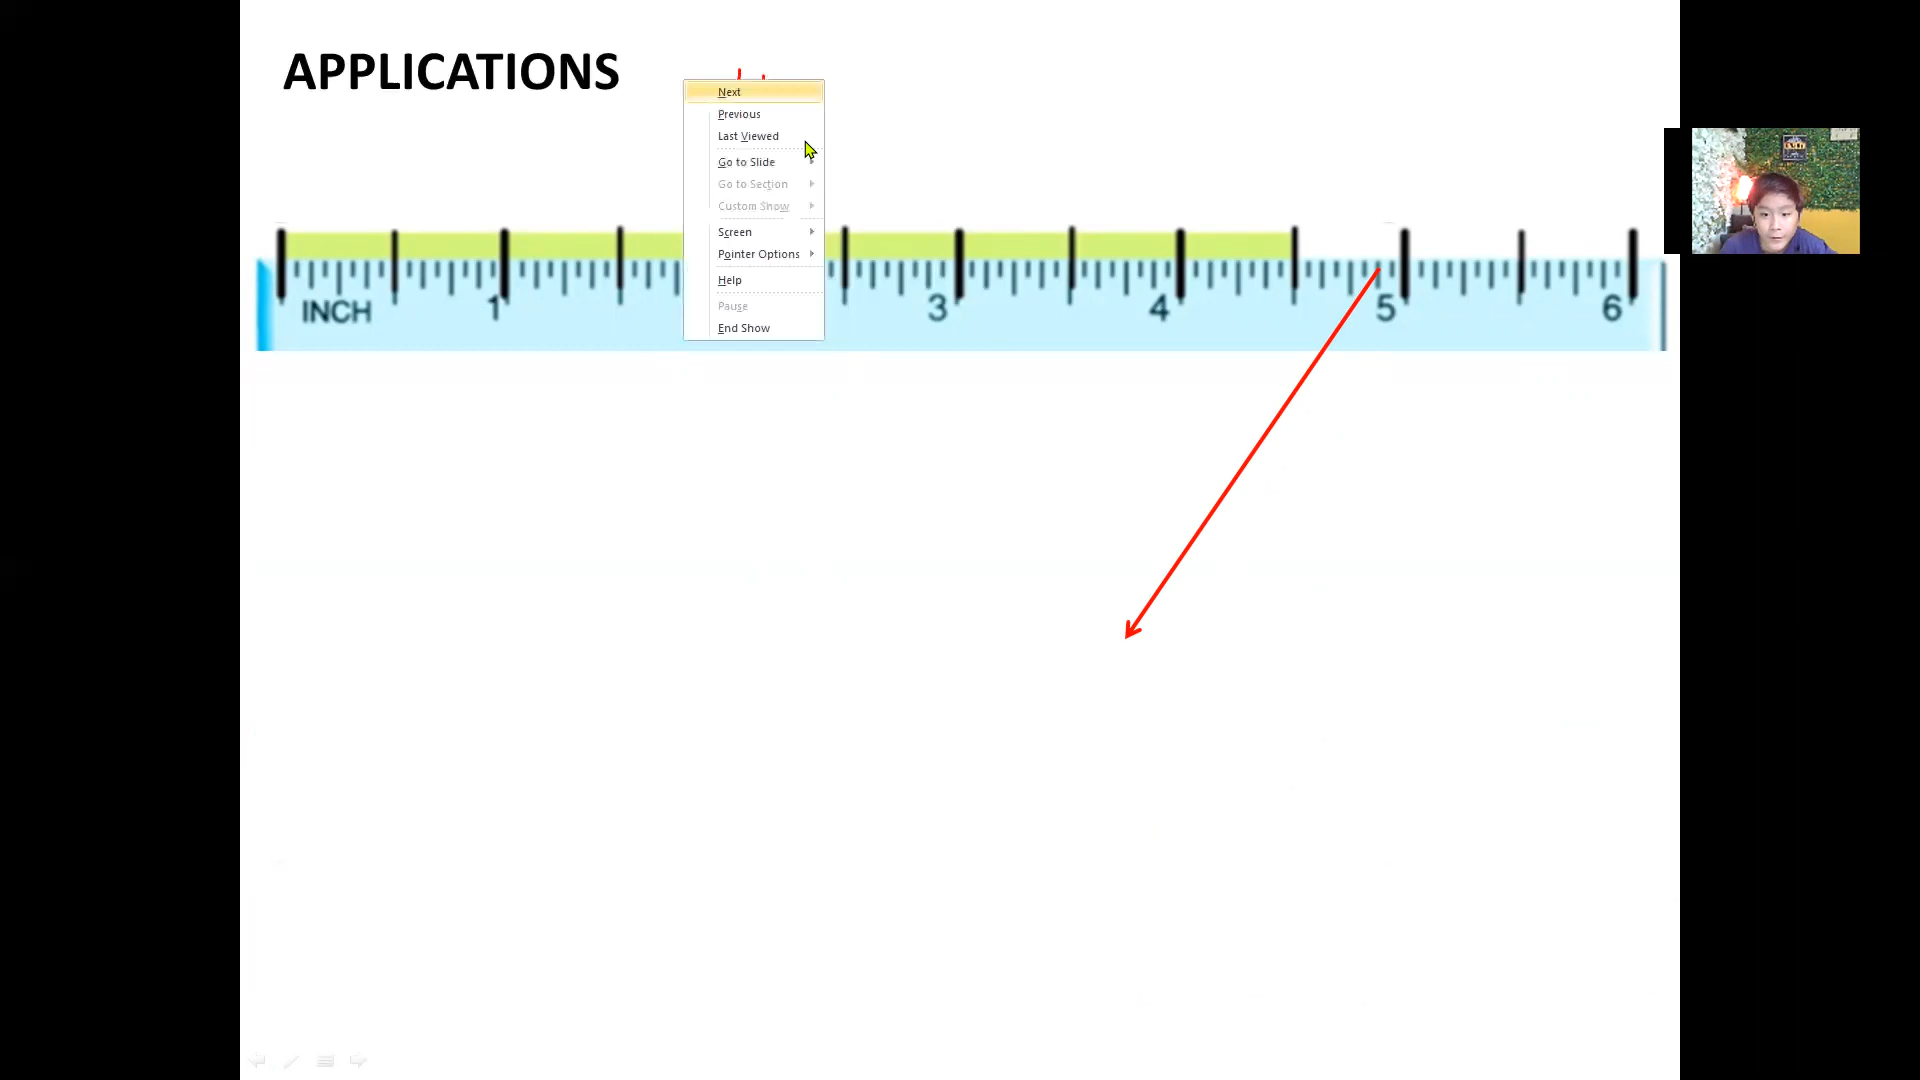 APPLICATIONS
Next
Previous
Last Viewed
Go to Slide
Go to Section
Custom Show
Screen
Pointer Options
Help
Pause
End Show
INCH 1 3 4 5 6